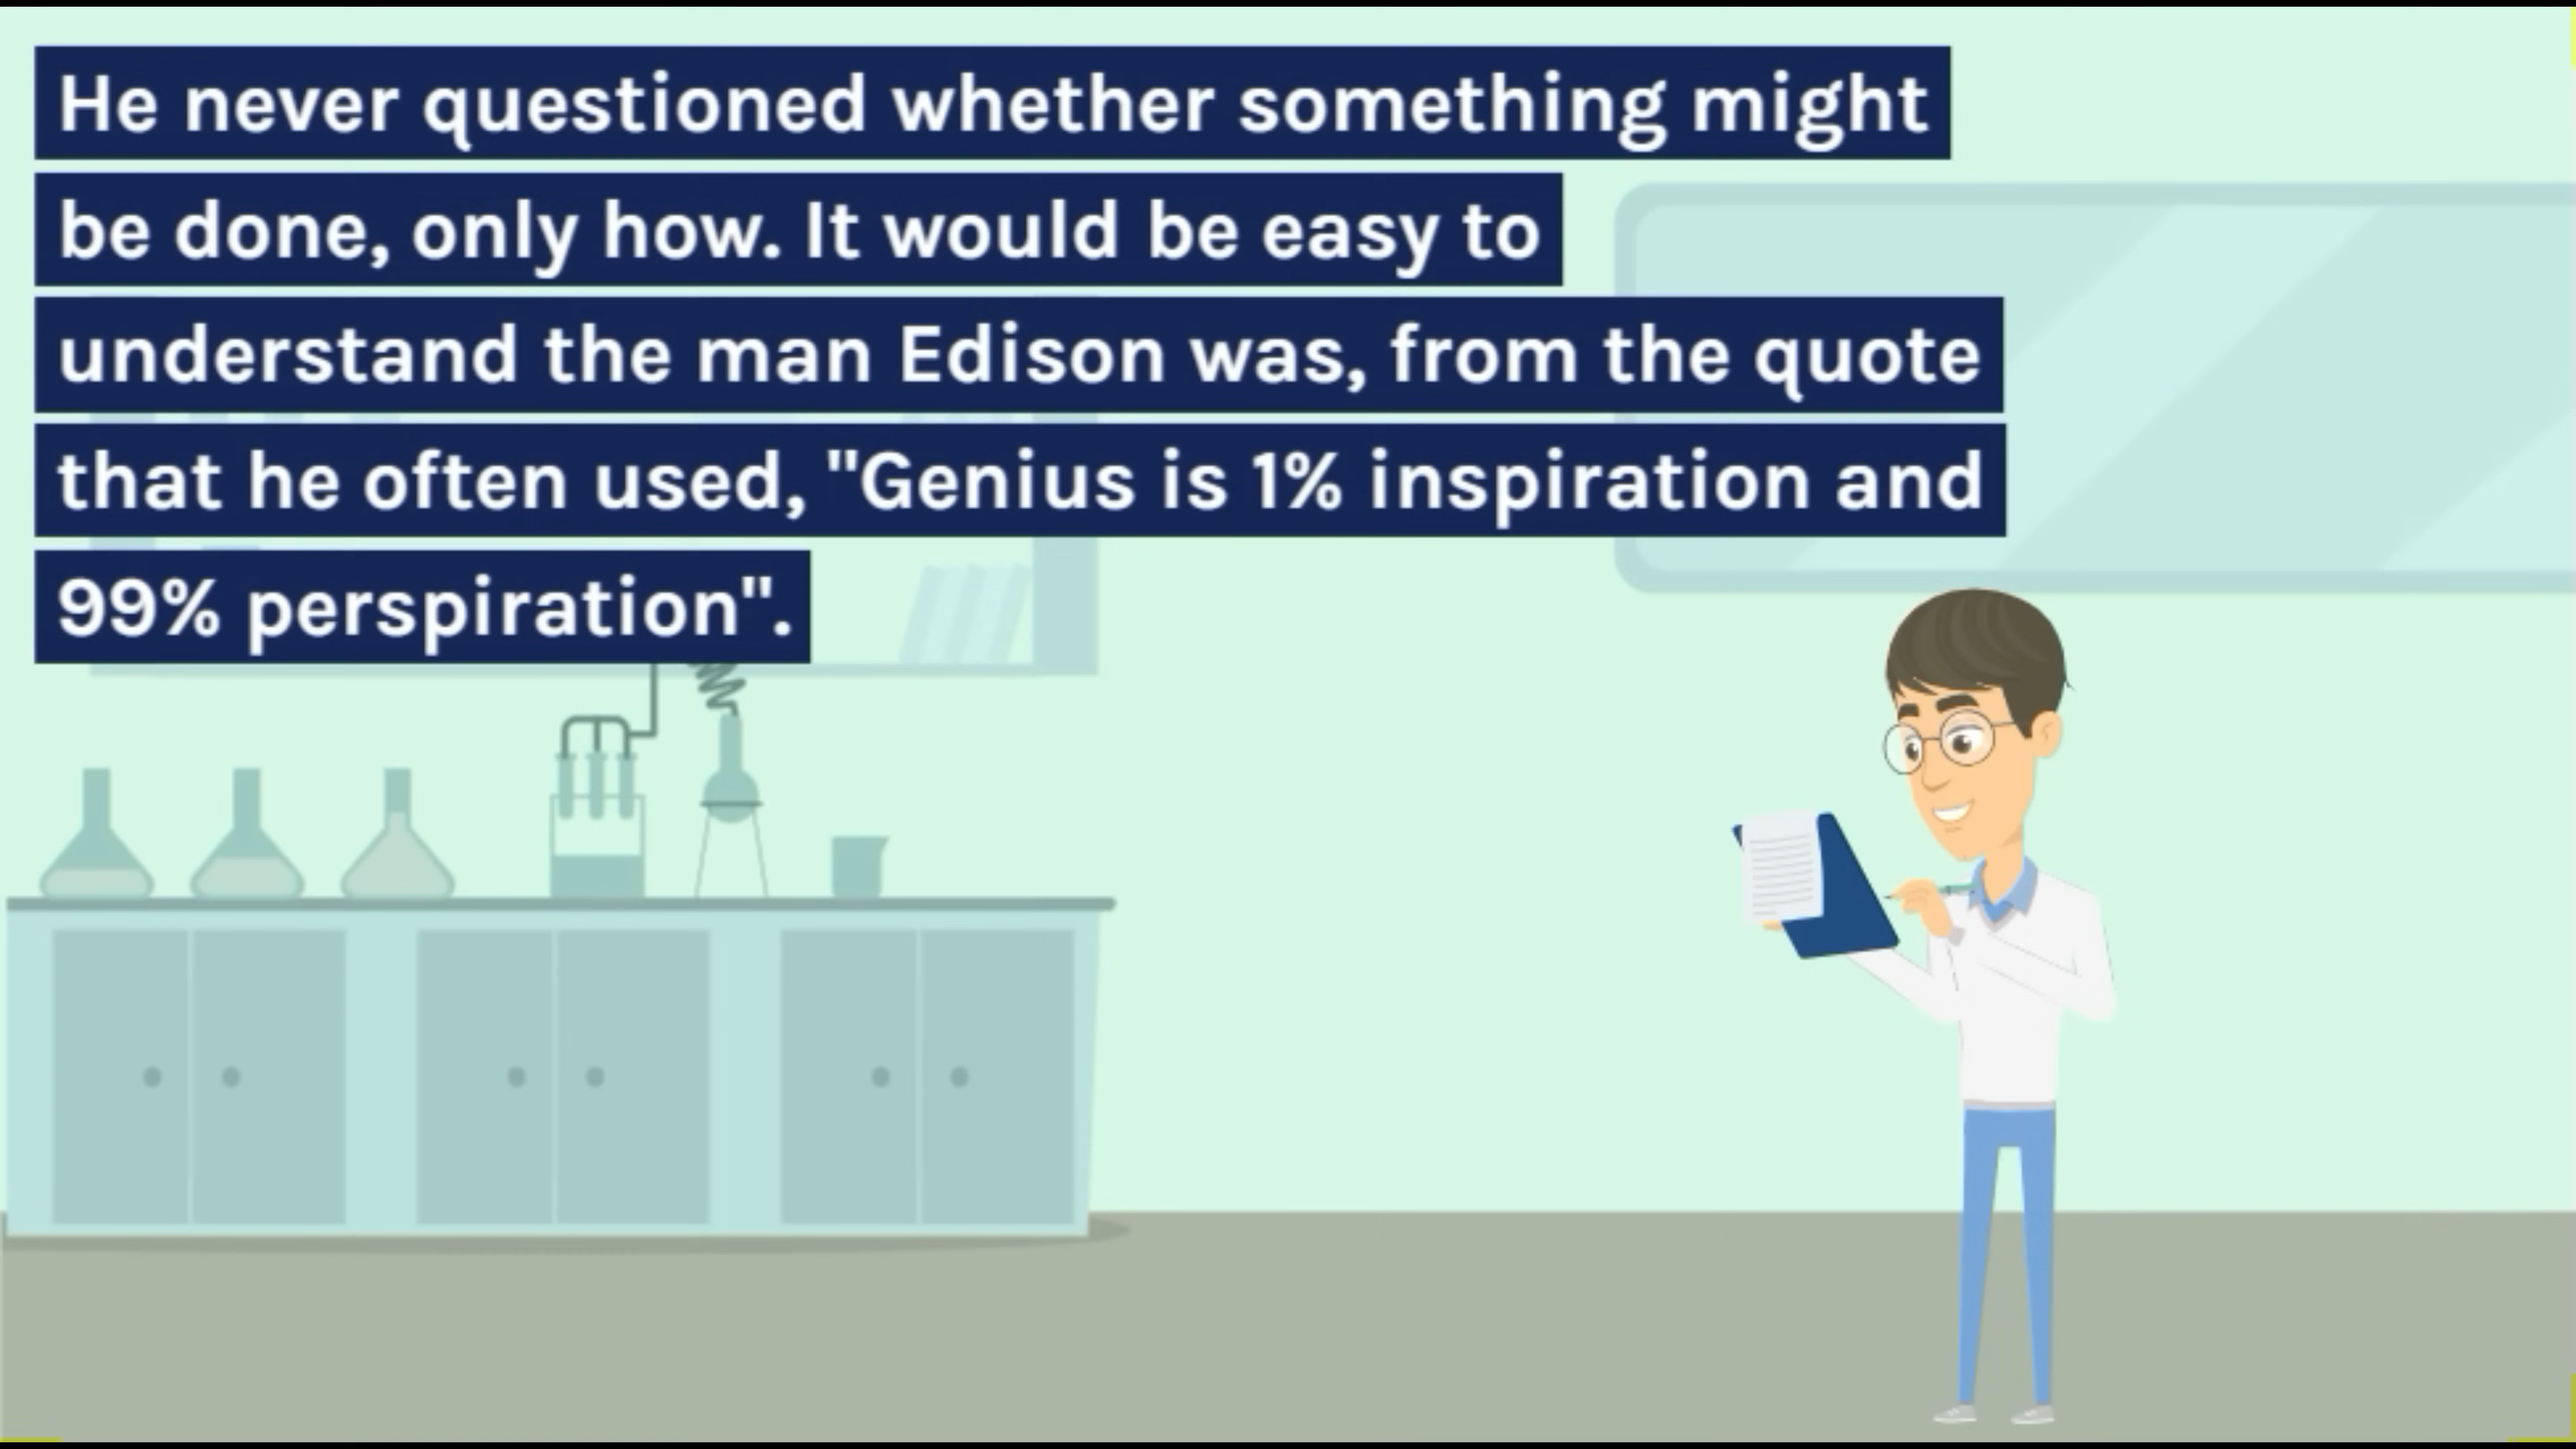 He never questioned whether something might
be done, only how. It would be easy to
understand the man Edison was, from the quote
that he often used, "Genius is 1% inspiration and
99% perspiration".